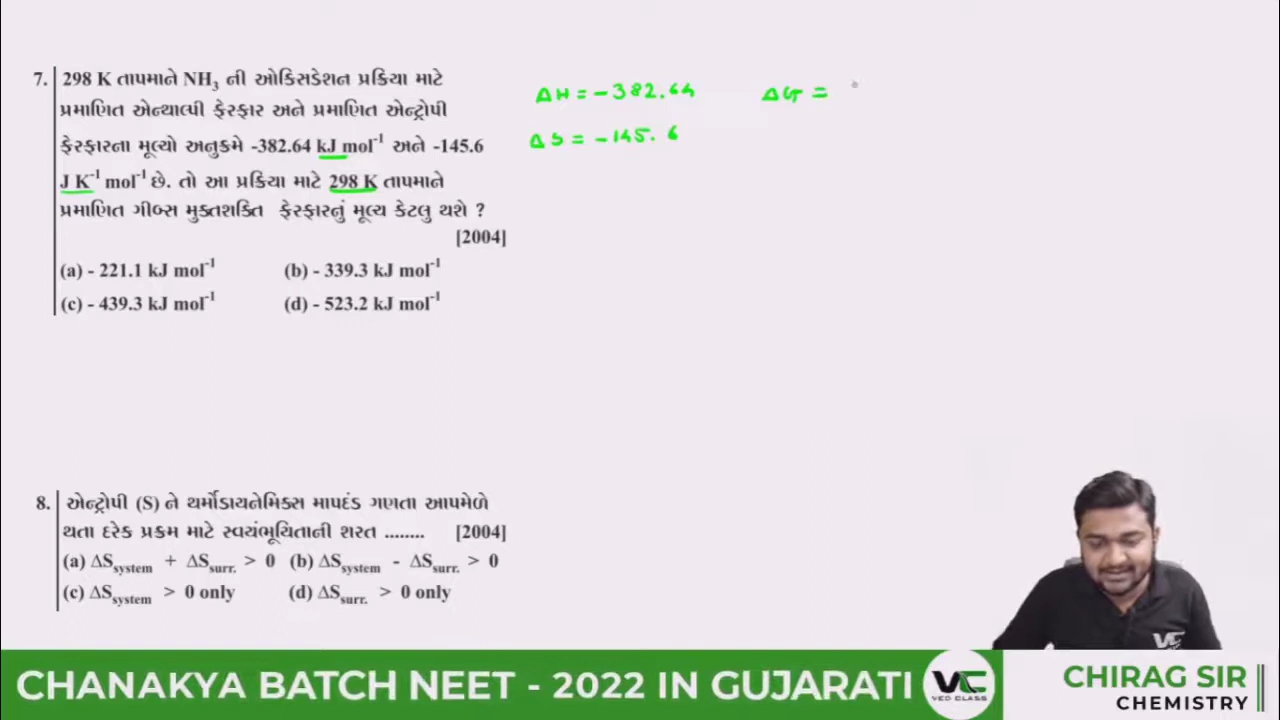 7. 298 K તાપમાને NH₃ ની ઓકિસડેશન પ્રક્રિયા માટે
પ્રમાણિત એન્થાલ્પી ફેરફાર અને પ્રમાણિત એન્ટ્રોપી
ફેરફારના મૂલ્યો અનુક્રમે -382.64 kJ mol⁻¹ અને -145.6
J K⁻¹ mol⁻¹ છે. તો આ પ્રક્રિયા માટે 298 K તાપમાને
પ્રમાણિત ગીબ્સ મુક્તશક્તિ ફેરફારનું મૂલ્ય કેટલુ થશે ?
[2004]
(a) - 221.1 kJ mol⁻¹ (b) - 339.3 kJ mol⁻¹
(c) - 439.3 kJ mol⁻¹ (d) - 523.2 kJ mol⁻¹
ΔH = -382.64 ΔG =
ΔS = -145.6
8. એન્ટ્રોપી (S) ને થર્મોડાયનેમિક્સ માપદંડ ગણતા આપમેળે
થતા દરેક પ્રક્રમ માટે સ્વયંભૂયિતાની શરત ........ [2004]
(a) ΔSsystem + ΔSsurr. > 0 (b) ΔSsystem - ΔSsurr. > 0
(c) ΔSsystem > 0 only (d) ΔSsurr. > 0 only
VC
CHANAKYA BATCH NEET - 2022 IN GUJARATI
VC
VED CLASS
CHIRAG SIR
CHEMISTRY